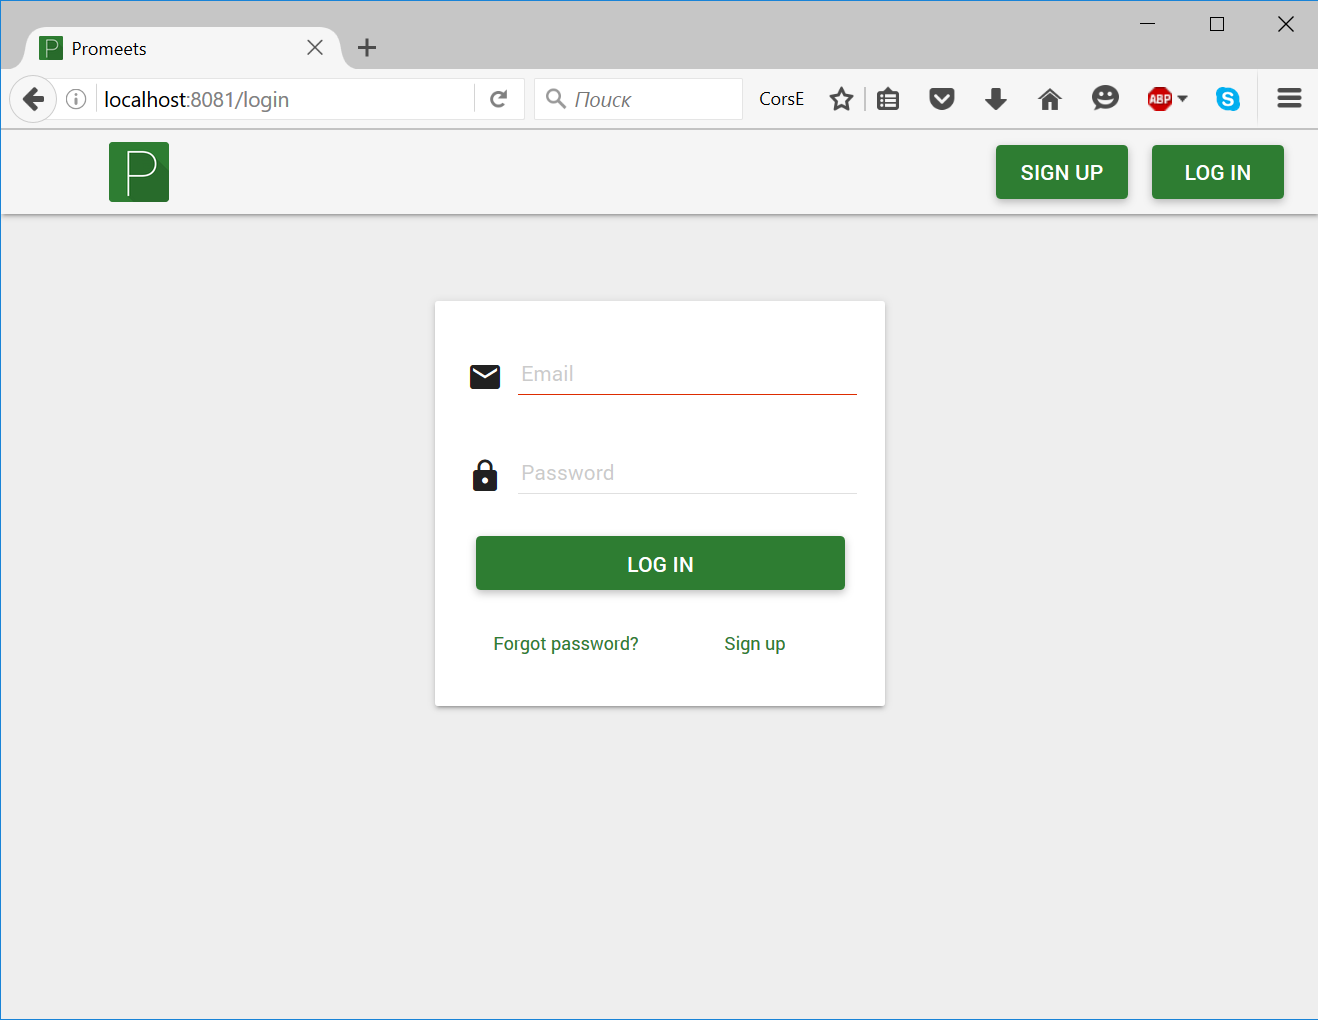 P Promeets
localhost:8081/login
Поиск
CorsE
ABP
S
P
SIGN UP
LOG IN
Email
Password
LOG IN
Forgot password?
Sign up